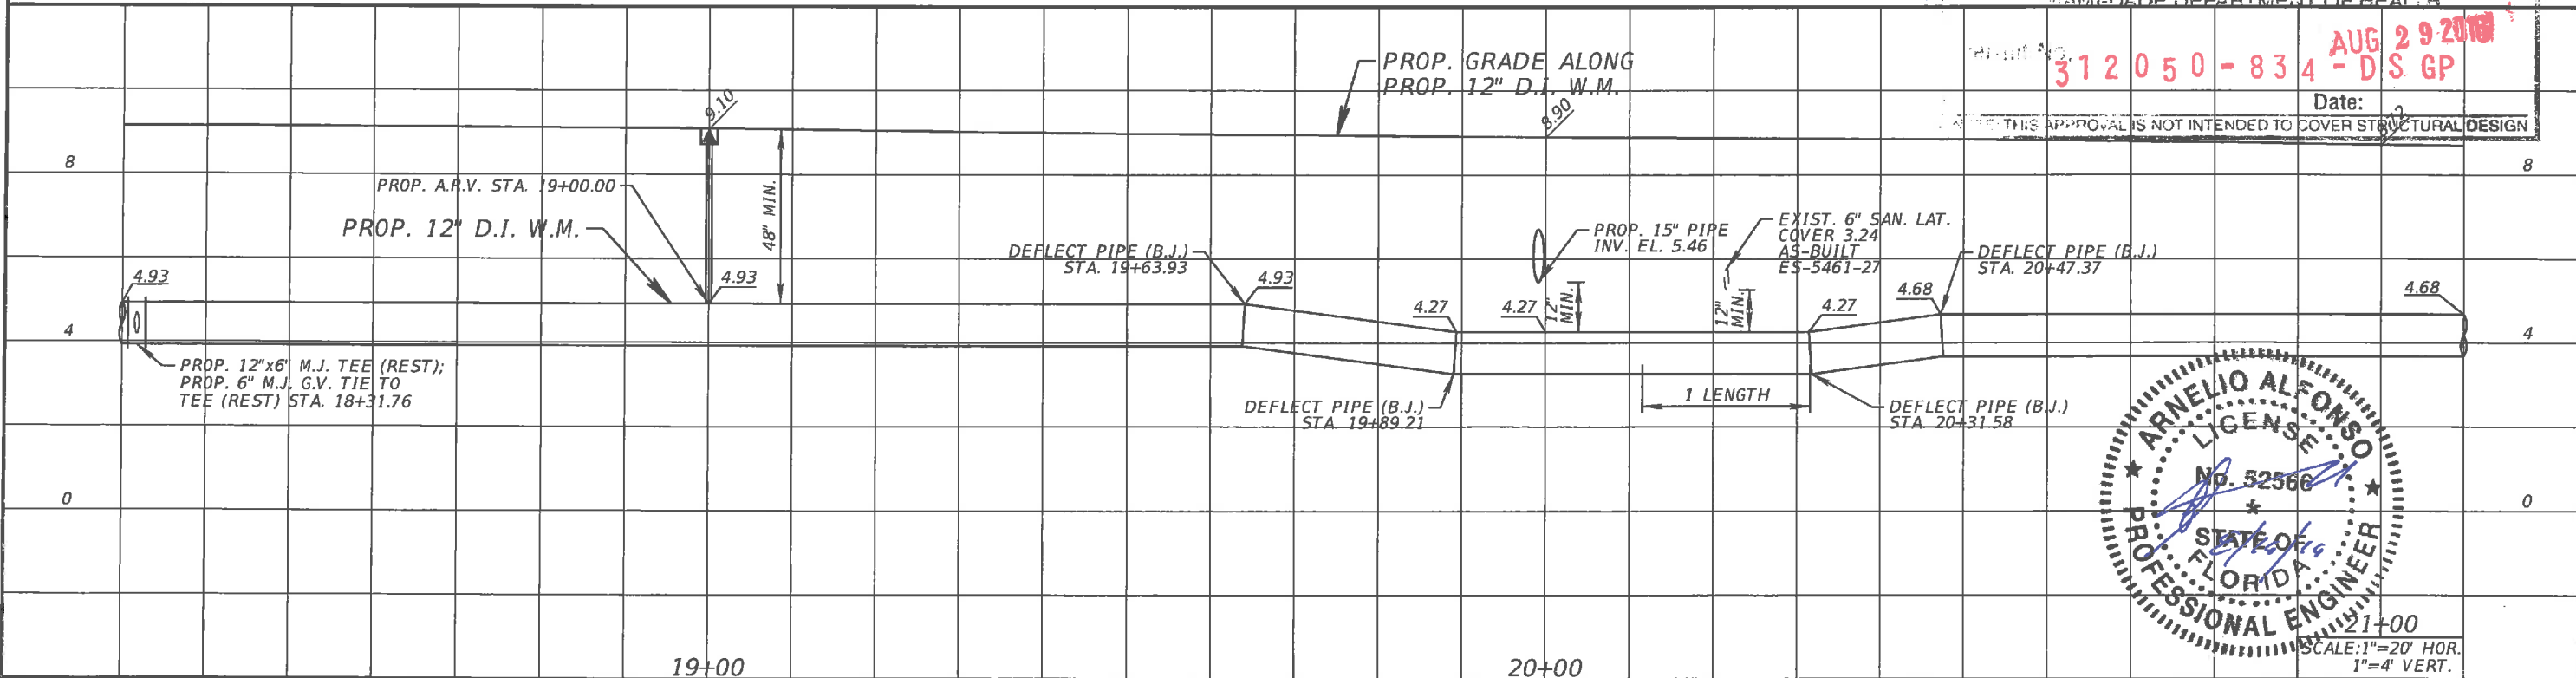 312050-834-DSGP
AUG 29
Date:
THIS APPROVAL IS NOT INTENDED TO COVER STRUCTURAL DESIGN
PROP. GRADE ALONG
PROP. 12" D.I. W.M.
9.10
8.90
8.72
8
8
PROP. A.R.V. STA. 19+00.00
48" MIN.
PROP. 12" D.I. W.M.
DEFLECT PIPE (B.J.)
STA. 19+63.93
PROP. 15" PIPE
INV. EL. 5.46
EXIST. 6" SAN. LAT.
COVER 3.24
AS-BUILT
ES-5461-27
DEFLECT PIPE (B.J.)
STA. 20+47.37
4.93
4.93
4.93
4.27
4.27
12"
MIN.
12"
MIN.
4.27
4.68
4.68
4
4
PROP. 12"x6" M.J. TEE (REST);
PROP. 6" M.J. G.V. TIE TO
TEE (REST) STA. 18+31.76
DEFLECT PIPE (B.J.)
STA. 19+89.21
1 LENGTH
DEFLECT PIPE (B.J.)
STA. 20+31.58
0
0
ARNELIO ALFONSO
LICENSE
No. 52566
*
STATE OF
FLORIDA
PROFESSIONAL ENGINEER
19+00
20+00
21+00
SCALE:1"=20' HOR.
1"=4' VERT.